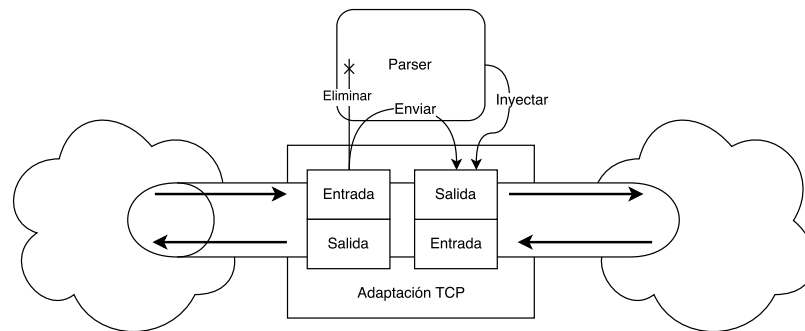 Parser
Eliminar
Enviar
Inyectar
Entrada
Salida
Salida
Entrada
Adaptación TCP